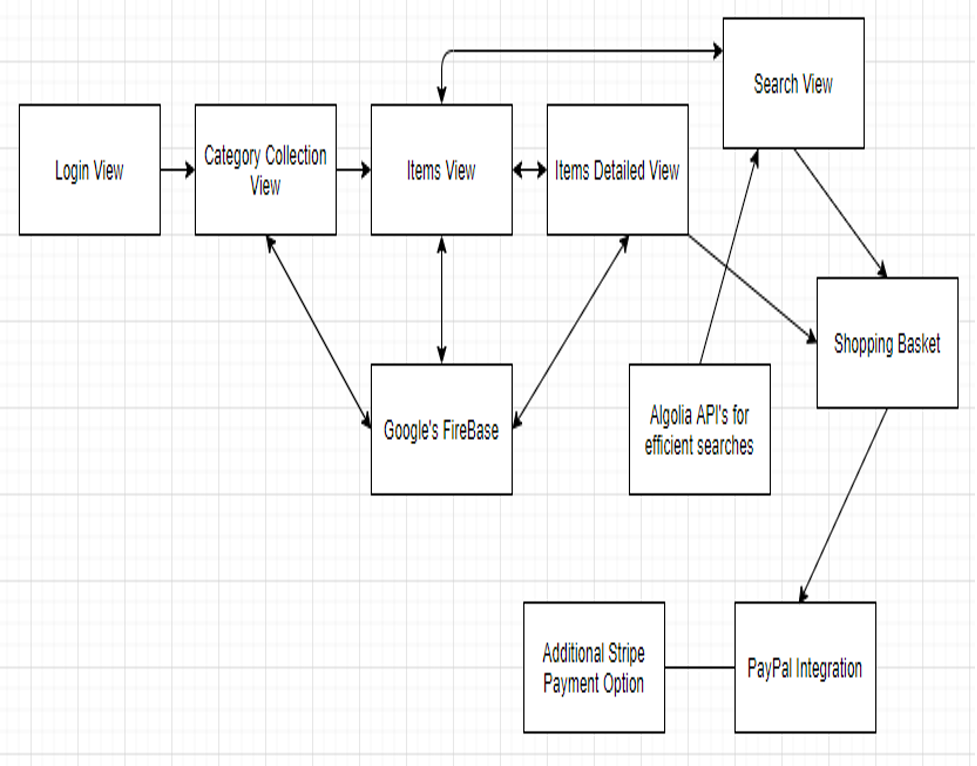 Search View
Login View
Category Collection
View
Items View
Items Detailed View
Shopping Basket
Google's FireBase
Algolia API's for
efficient searches
Additional Stripe
Payment Option
PayPal Integration